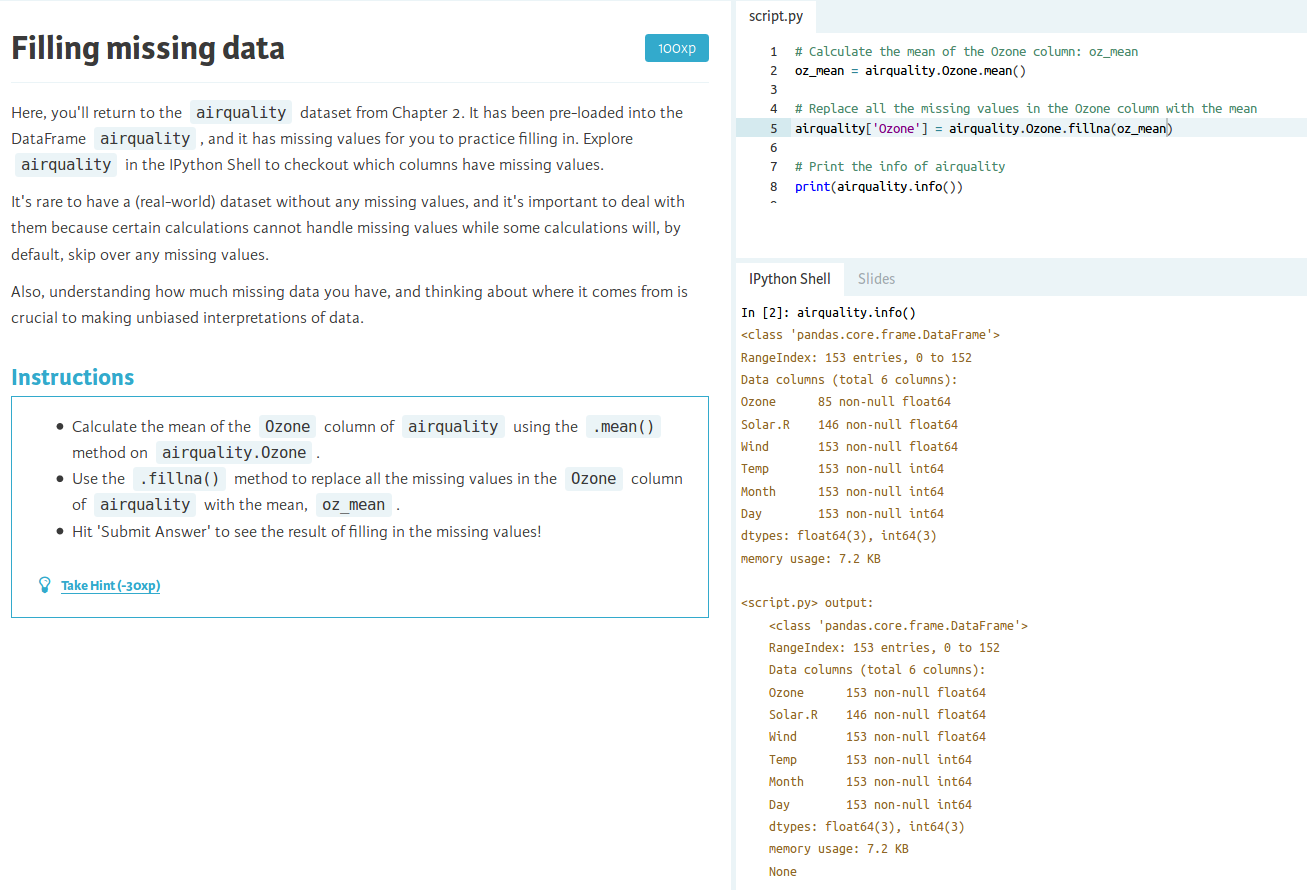 Filling missing data
100xp
Here, you'll return to the airquality dataset from Chapter 2. It has been pre-loaded into the
DataFrame airquality , and it has missing values for you to practice filling in. Explore
airquality in the IPython Shell to checkout which columns have missing values.
It's rare to have a (real-world) dataset without any missing values, and it's important to deal with
them because certain calculations cannot handle missing values while some calculations will, by
default, skip over any missing values.
Also, understanding how much missing data you have, and thinking about where it comes from is
crucial to making unbiased interpretations of data.
Instructions
• Calculate the mean of the Ozone column of airquality using the .mean()
method on airquality.Ozone .
• Use the .fillna() method to replace all the missing values in the Ozone column
of airquality with the mean, oz_mean .
• Hit 'Submit Answer' to see the result of filling in the missing values!
Take Hint (-30xp)
script.py
1 # Calculate the mean of the Ozone column: oz_mean
2 oz_mean = airquality.Ozone.mean()
3
4 # Replace all the missing values in the Ozone column with the mean
5 airquality['Ozone'] = airquality.Ozone.fillna(oz_mean)
6
7 # Print the info of airquality
8 print(airquality.info())
IPython Shell Slides
In [2]: airquality.info()
<class 'pandas.core.frame.DataFrame'>
RangeIndex: 153 entries, 0 to 152
Data columns (total 6 columns):
Ozone 85 non-null float64
Solar.R 146 non-null float64
Wind 153 non-null float64
Temp 153 non-null int64
Month 153 non-null int64
Day 153 non-null int64
dtypes: float64(3), int64(3)
memory usage: 7.2 KB
<script.py> output:
<class 'pandas.core.frame.DataFrame'>
RangeIndex: 153 entries, 0 to 152
Data columns (total 6 columns):
Ozone 153 non-null float64
Solar.R 146 non-null float64
Wind 153 non-null float64
Temp 153 non-null int64
Month 153 non-null int64
Day 153 non-null int64
dtypes: float64(3), int64(3)
memory usage: 7.2 KB
None